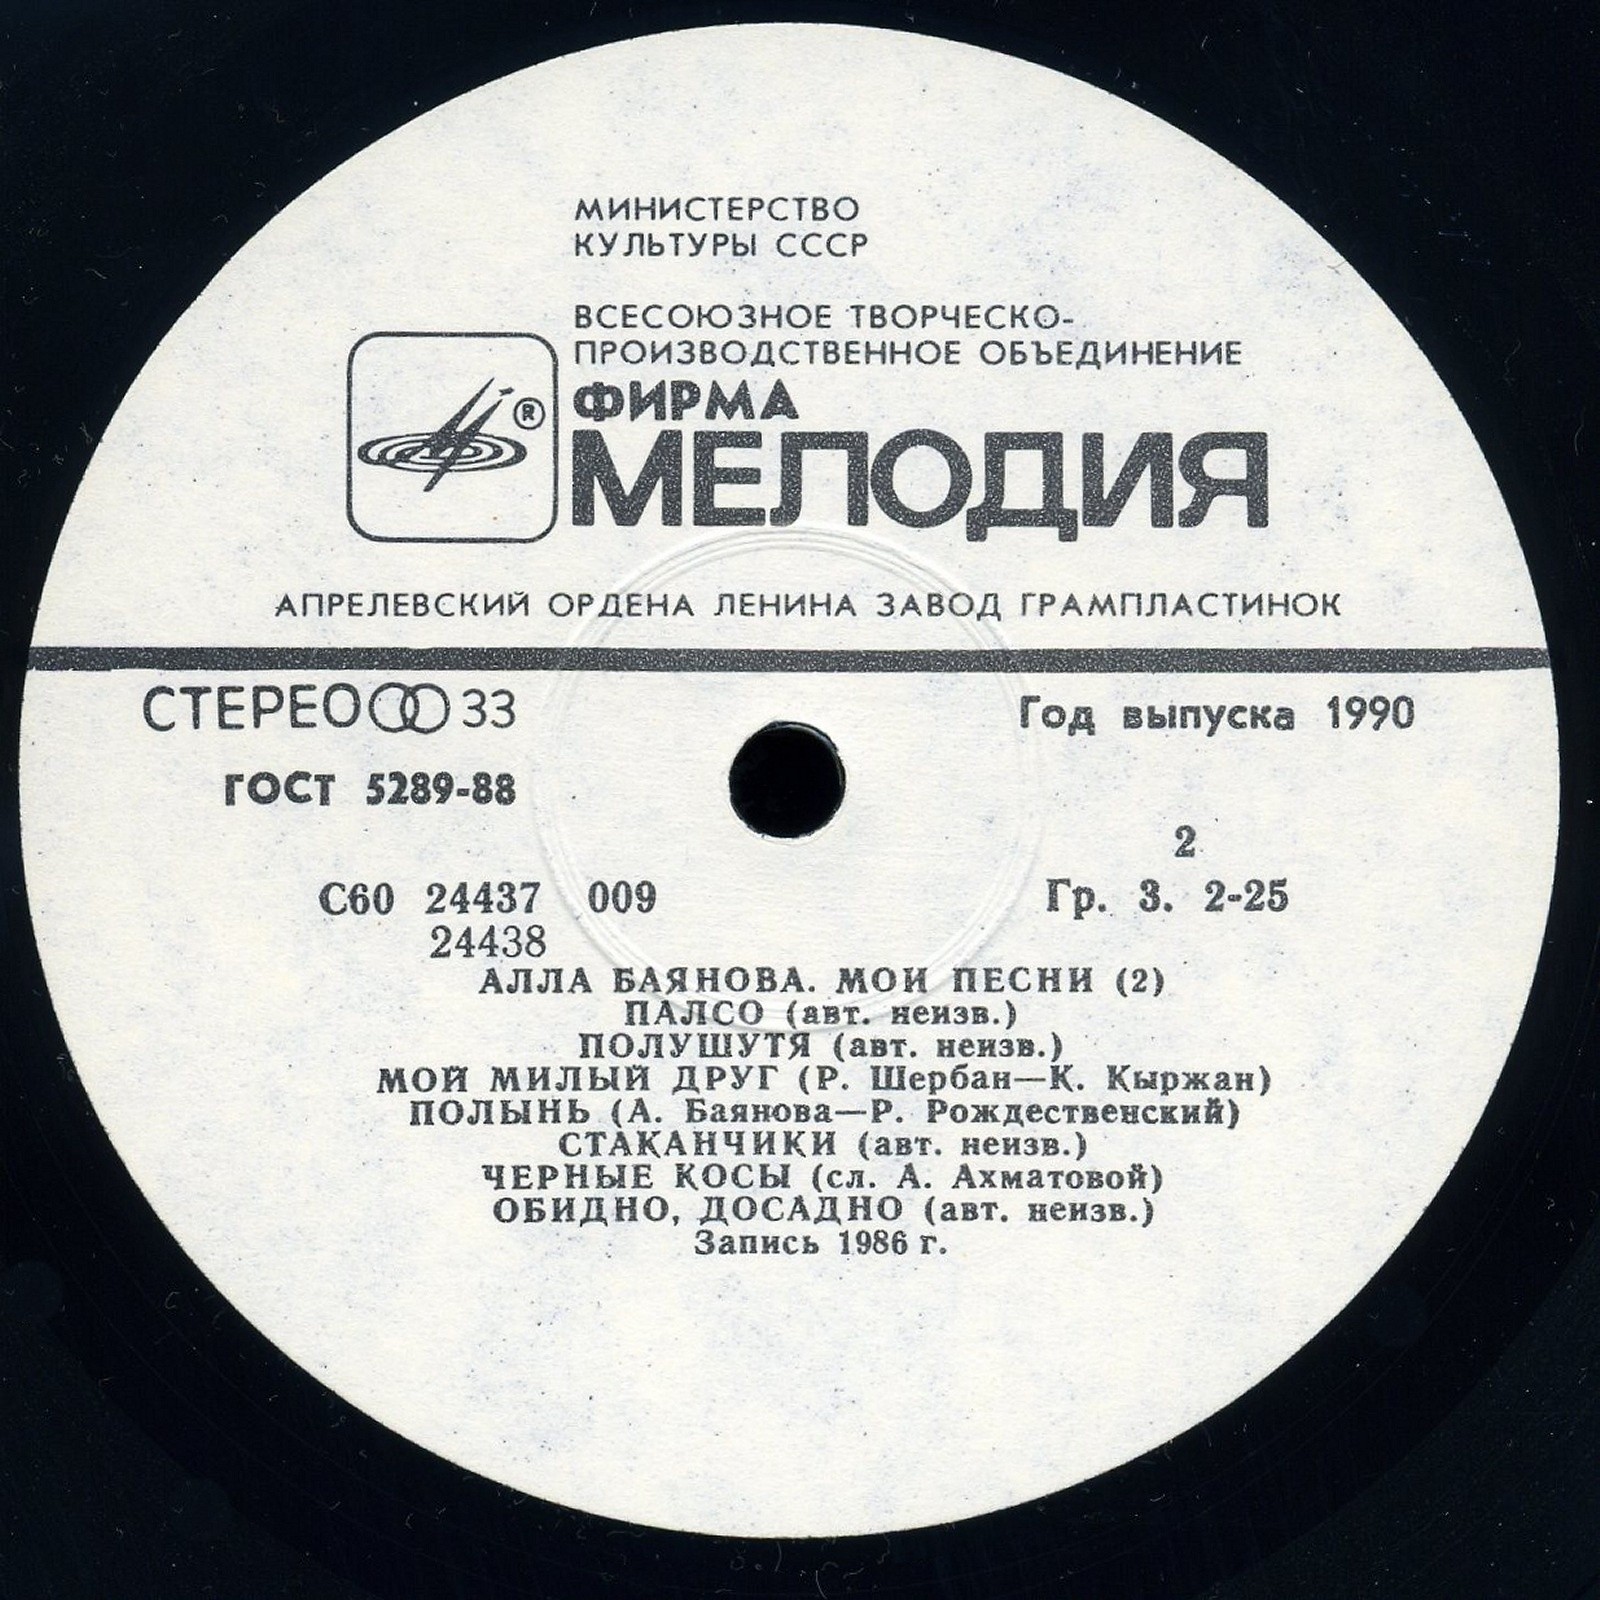 МИНИСТЕРСТВО
КУЛЬТУРЫ СССР
ВСЕСОЮЗНОЕ ТВОРЧЕСКО-
ПРОИЗВОДСТВЕННОЕ ОБЪЕДИНЕНИЕ
ФИРМА
®
МЕЛОДИЯ
АПРЕЛЕВСКИЙ ОРДЕНА ЛЕНИНА ЗАВОД ГРАМПЛАСТИНОК
СТЕРЕО 33
Год выпуска 1990
ГОСТ 5289-88
2
С60 24437 009
Гр. 3. 2-25
24438
АЛЛА БАЯНОВА. МОИ ПЕСНИ (2)
ПАЛСО (авт. неизв.)
ПОЛУШУТЯ (авт. неизв.)
МОЙ МИЛЫЙ ДРУГ (Р. Шербан—К. Кыржан)
ПОЛЫНЬ (А. Баянова—Р. Рождественский)
СТАКАНЧИКИ (авт. неизв.)
ЧЕРНЫЕ КОСЫ (сл. А. Ахматовой)
ОБИДНО, ДОСАДНО (авт. неизв.)
Запись 1986 г.